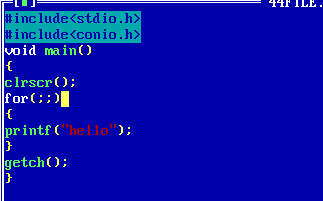 [ ] 44FILE.
#include<stdio.h>
#include<conio.h>
void main()
{
clrscr();
for(;;)
{
printf("hello");
}
getch();
}